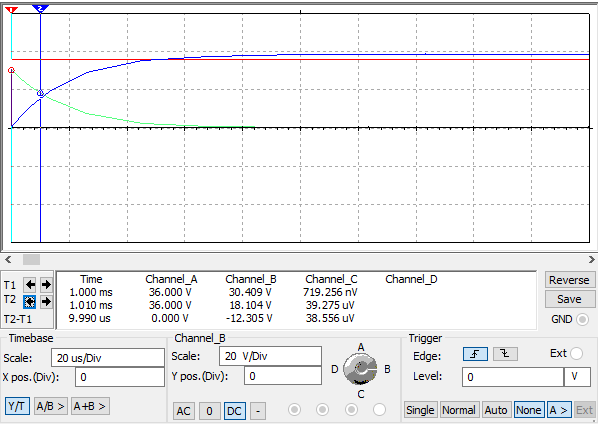 1 2
Time Channel_A Channel_B Channel_C Channel_D
T1 1.000 ms 36.000 V 30.409 V 719.256 nV
T2 1.010 ms 36.000 V 18.104 V 39.275 uV
T2-T1 9.990 us 0.000 V -12.305 V 38.556 uV
Reverse
Save
GND
Timebase
Scale: 20 us/Div
X pos.(Div): 0
Y/T A/B > A+B >
Channel_B
Scale: 20 V/Div
Y pos.(Div): 0
AC 0 DC -
A
D B
C
Trigger
Edge: Ext
Level: 0 V
Single Normal Auto None A > Ext